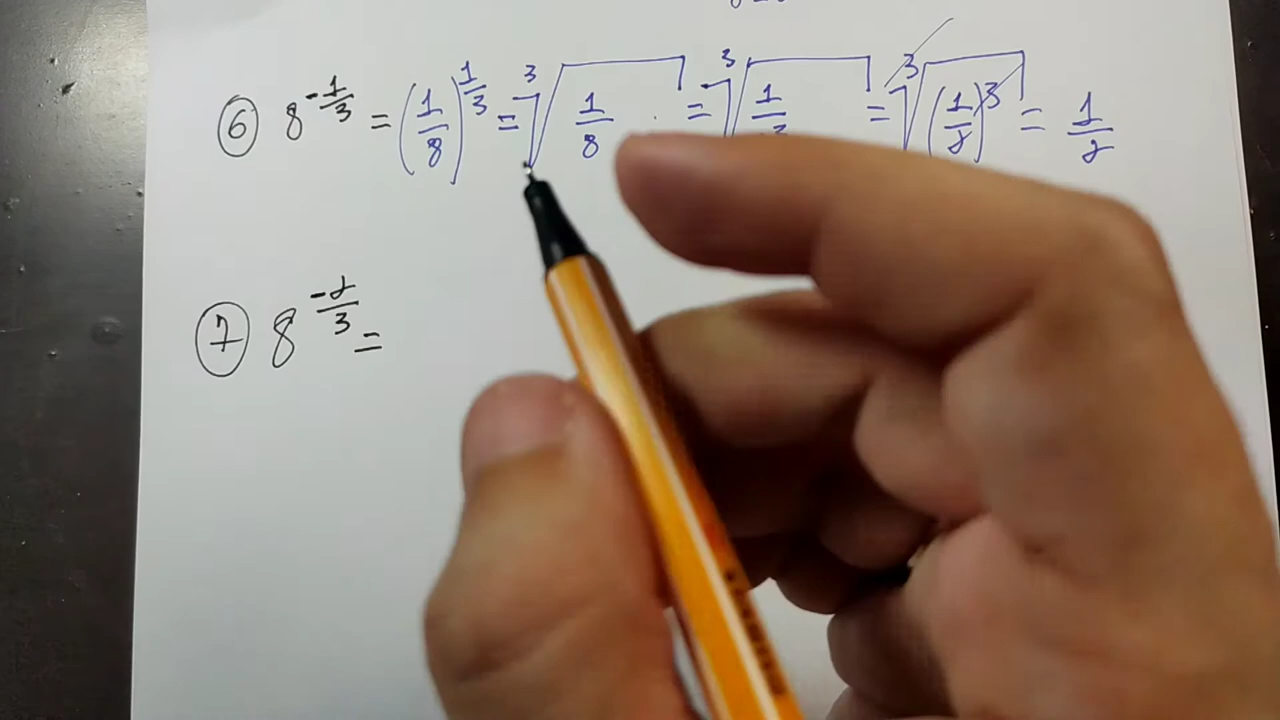 ⑥ 8^(-1/3) = (1/8)^(1/3) = ∛(1/8) = ∛(1/ = ∛((1/2)^3) = 1/2
⑦ 8^(-2/3) =